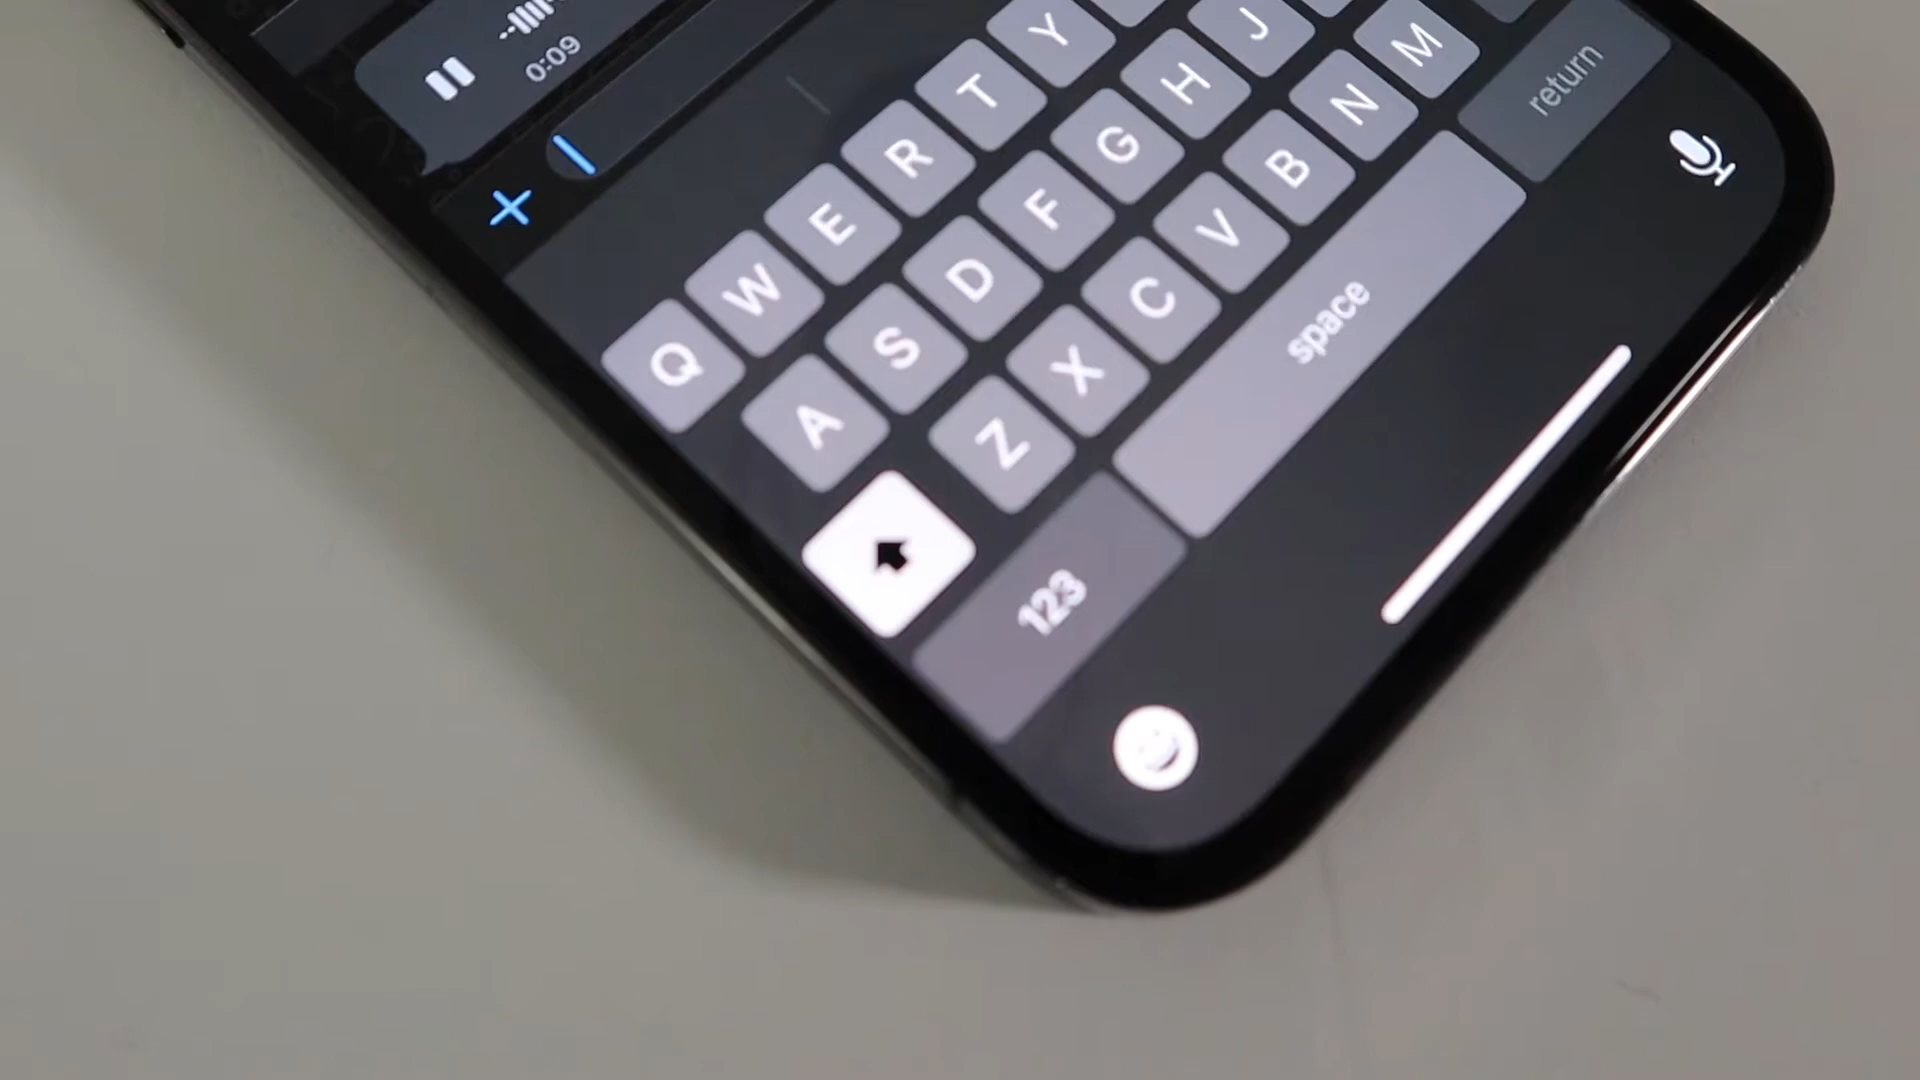 0:09
Q W E R T Y
A S D F G H J
Z X C V B N M
123 space return